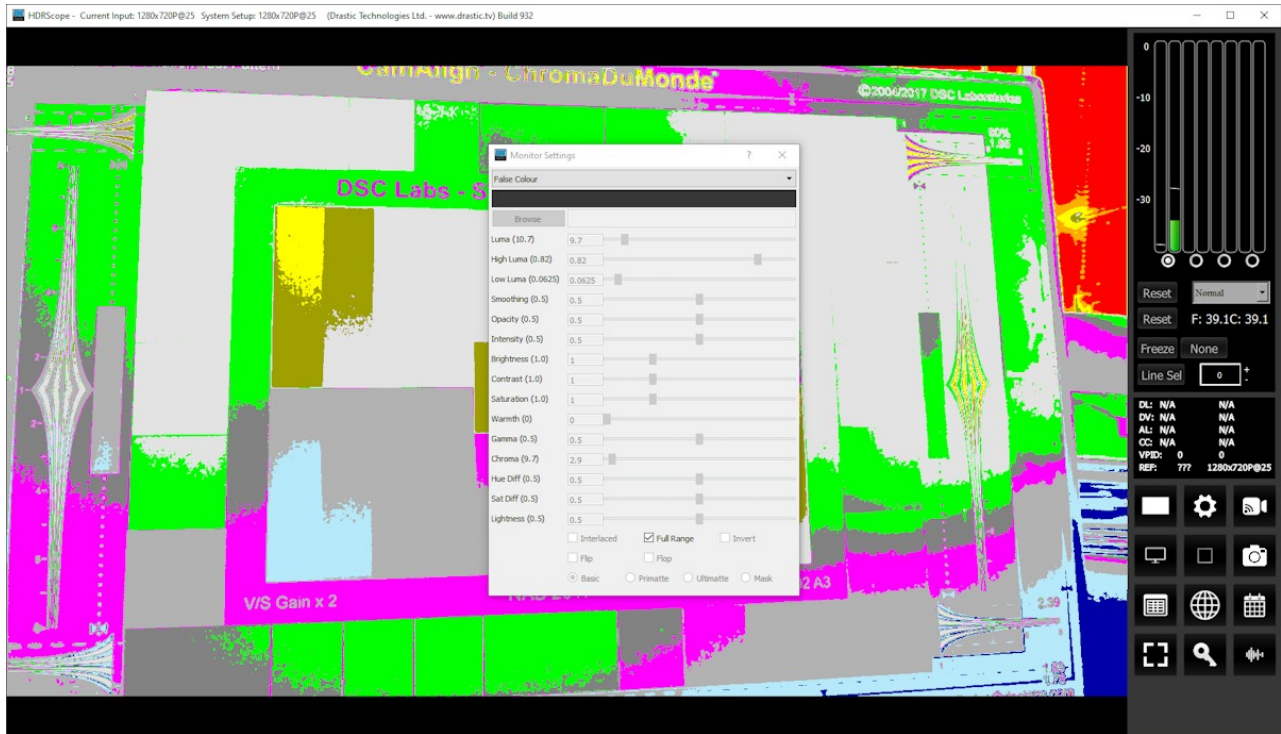 HDRScope - Current Input: 1280x720P@25 System Setup: 1280x720P@25 (Drastic Technologies Ltd. - www.drastic.tv) Build 932
CamAlign - ChromaDuMonde
©2004/2017 DSC Laboratories
DSC Labs - S
V/S Gain x 2
2 A3
2.39
Monitor Settings
False Colour
Browse
Luma (10.7) 9.7
High Luma (0.82) 0.82
Low Luma (0.0625) 0.0625
Smoothing (0.5) 0.5
Opacity (0.5) 0.5
Intensity (0.5) 0.5
Brightness (1.0) 1
Contrast (1.0) 1
Saturation (1.0) 1
Warmth (0) 0
Gamma (0.5) 0.5
Chroma (9.7) 2.9
Hue Diff (0.5) 0.5
Sat Diff (0.5) 0.5
Lightness (0.5) 0.5
Interlaced Full Range Invert
Flip Flop
Basic Primatte Ultimatte Mask
0
-10
-20
-30
Reset Normal
Reset F: 39.1C: 39.1
Freeze None
Line Sel 0 + -
DL: N/A N/A
DV: N/A N/A
AL: N/A N/A
CC: N/A N/A
VPID: 0 0
REF: ??? 1280x720P@25